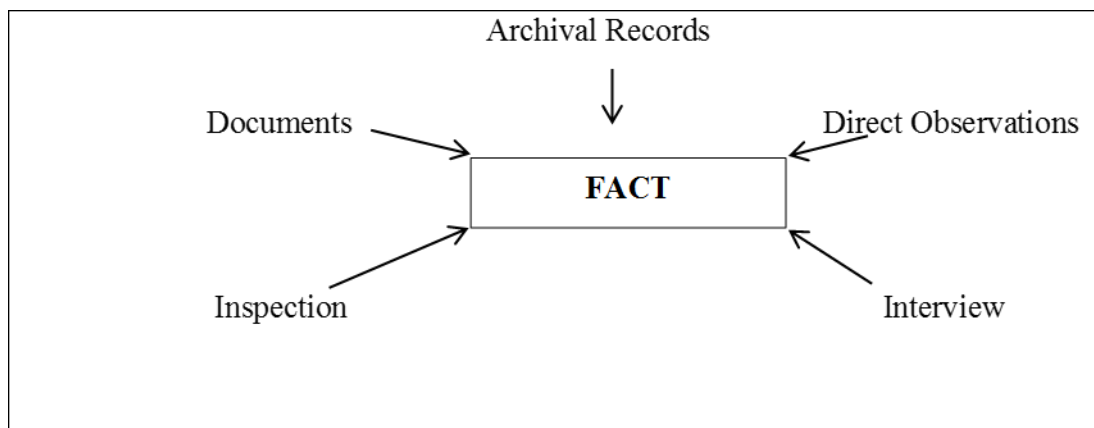 Archival Records
Documents
Direct Observations
FACT
Inspection
Interview